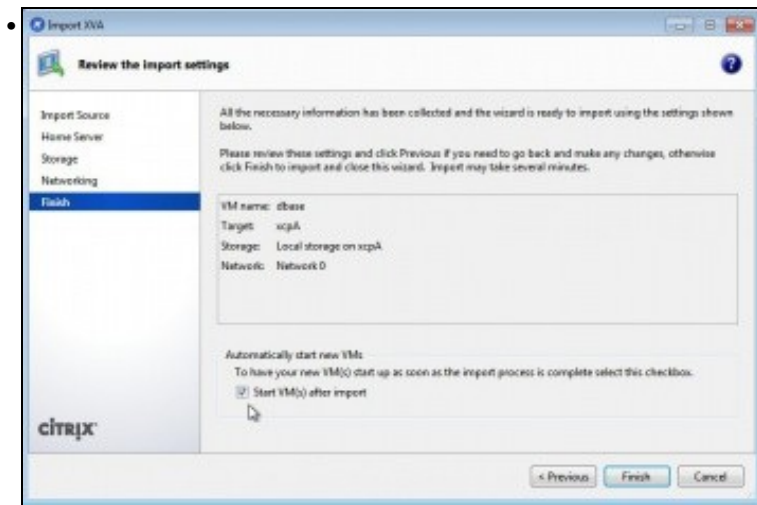 Import XVA
Review the import settings
Import Source
Home Server
Storage
Networking
Finish
All the necessary information has been collected and the wizard is ready to import using the settings shown
below.
Please review these settings and click Previous if you need to go back and make any changes, otherwise
click Finish to import and close this wizard. Import may take several minutes.
VM name: dbase
Target: xcpA
Storage: Local storage on xcpA
Network: Network 0
Automatically start new VMs
To have your new VM(s) start up as soon as the import process is complete select this checkbox.
Start VM(s) after import
CITRIX
< Previous
Finish
Cancel